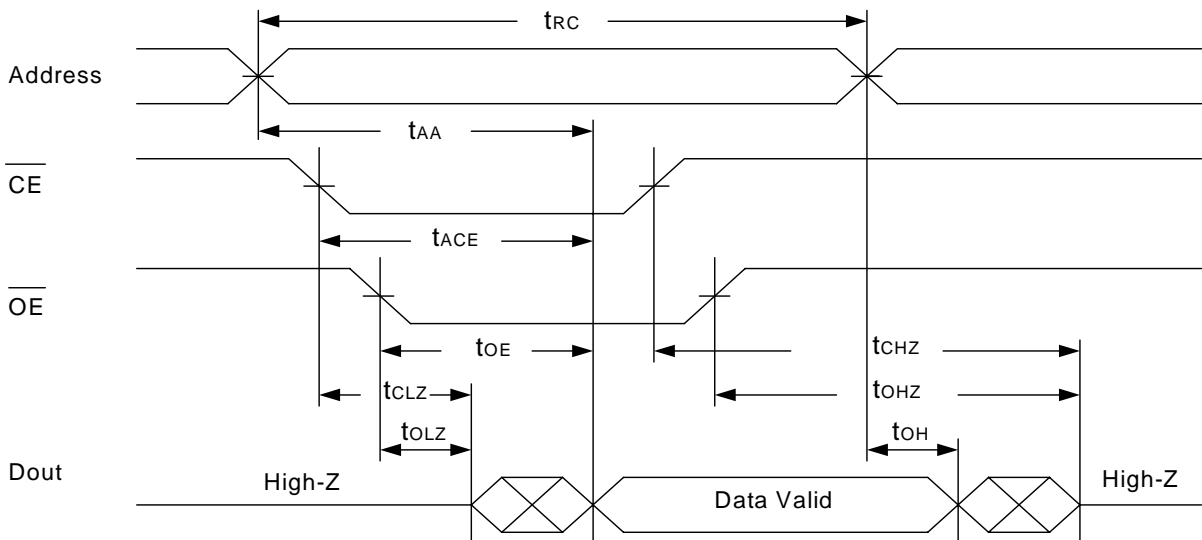 tRC
Address
tAA
CE
tACE
OE
tOE
tCHZ
tCLZ
tOHZ
tOLZ
tOH
Dout
High-Z
Data Valid
High-Z